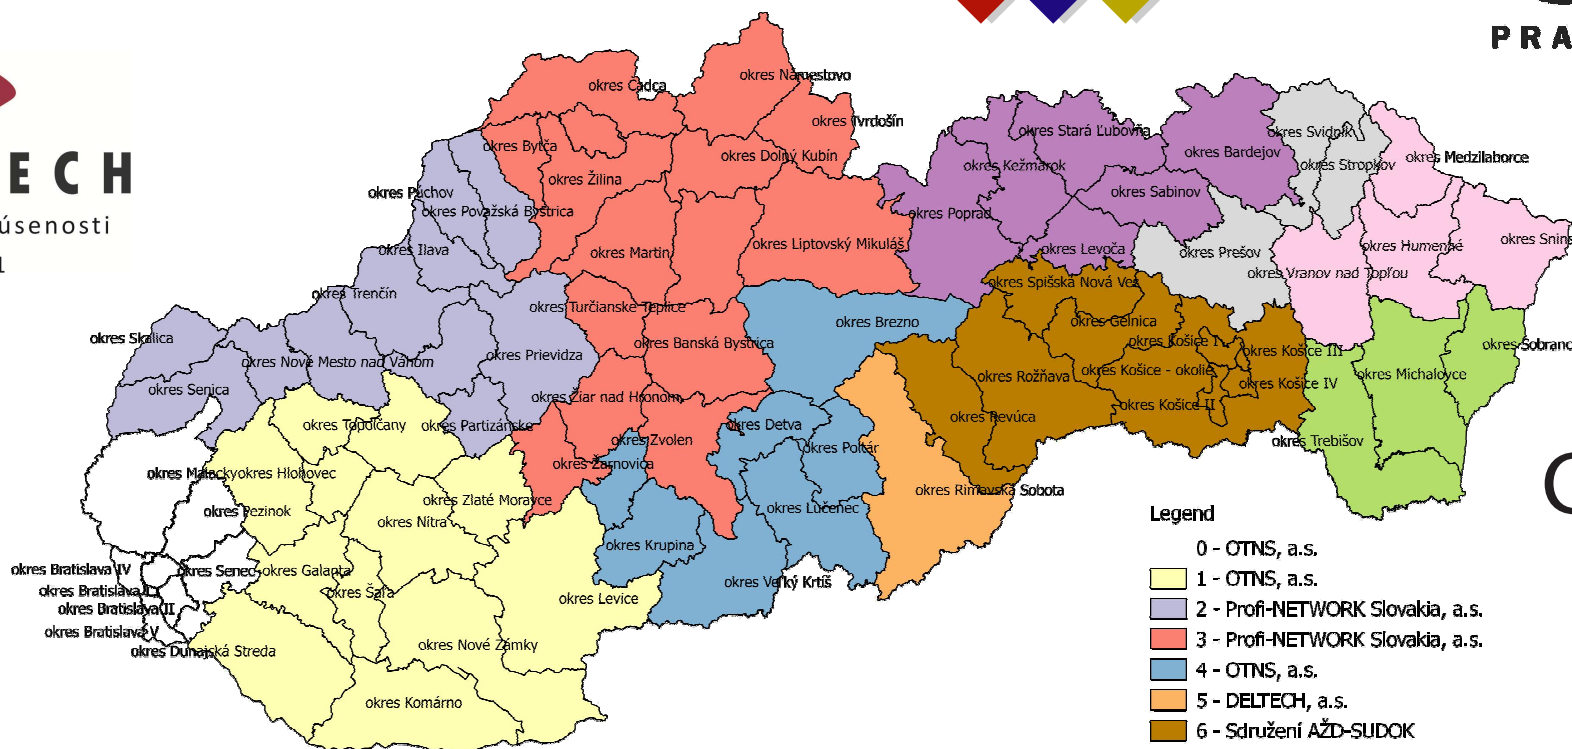 PRA
ECH
úsenosti
1
okres Čadca
okres Námestovo
okres Tvrdošín
okres Bytča
okres Dolný Kubín
okres Žilina
okres Púchov
okres Považská Bystrica
okres Ilava
okres Martin
okres Liptovský Mikuláš
okres Trenčín
okres Turčianske Teplice
okres Stará Ľubovňa
okres Kežmarok
okres Bardejov
okres Svidník
okres Stropkov
okres Medzilaborce
okres Sabinov
okres Poprad
okres Levoča
okres Prešov
okres Humenné
okres Snin
okres Vranov nad Topľou
okres Spišská Nová Ves
okres Gelnica
okres Brezno
okres Skalica
okres Nové Mesto nad Váhom
okres Prievidza
okres Banská Bystrica
okres Košice I
okres Košice III
okres Sobranc
okres Senica
okres Žiar nad Hronom
okres Rožňava
okres Košice - okolie
okres Košice IV
okres Michalovce
okres Topoľčany
okres Partizánske
okres Zvolen
okres Detva
okres Poltár
okres Revúca
okres Košice II
okres Trebišov
okres Malacky
okres Hlohovec
okres Žarnovica
okres Rimavská Sobota
okres Pezinok
okres Zlaté Moravce
okres Nitra
okres Lučenec
okres Krupina
okres Bratislava IV
okres Senec
okres Galanta
okres Bratislava III
okres Šaľa
okres Levice
okres Veľký Krtíš
okres Bratislava II
okres Bratislava V
okres Dunajská Streda
okres Nové Zámky
okres Komárno
Legend
0 - OTNS, a.s.
1 - OTNS, a.s.
2 - Profi-NETWORK Slovakia, a.s.
3 - Profi-NETWORK Slovakia, a.s.
4 - OTNS, a.s.
5 - DELTECH, a.s.
6 - Sdružení AŽD-SUDOK